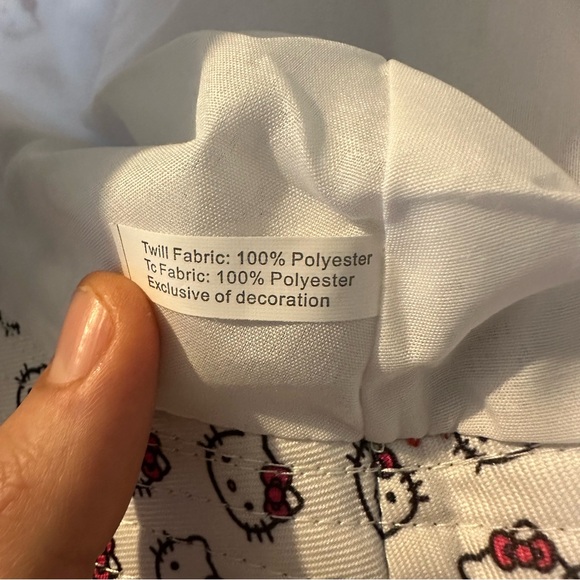 Twill Fabric: 100% Polyester
Tc Fabric: 100% Polyester
Exclusive of decoration